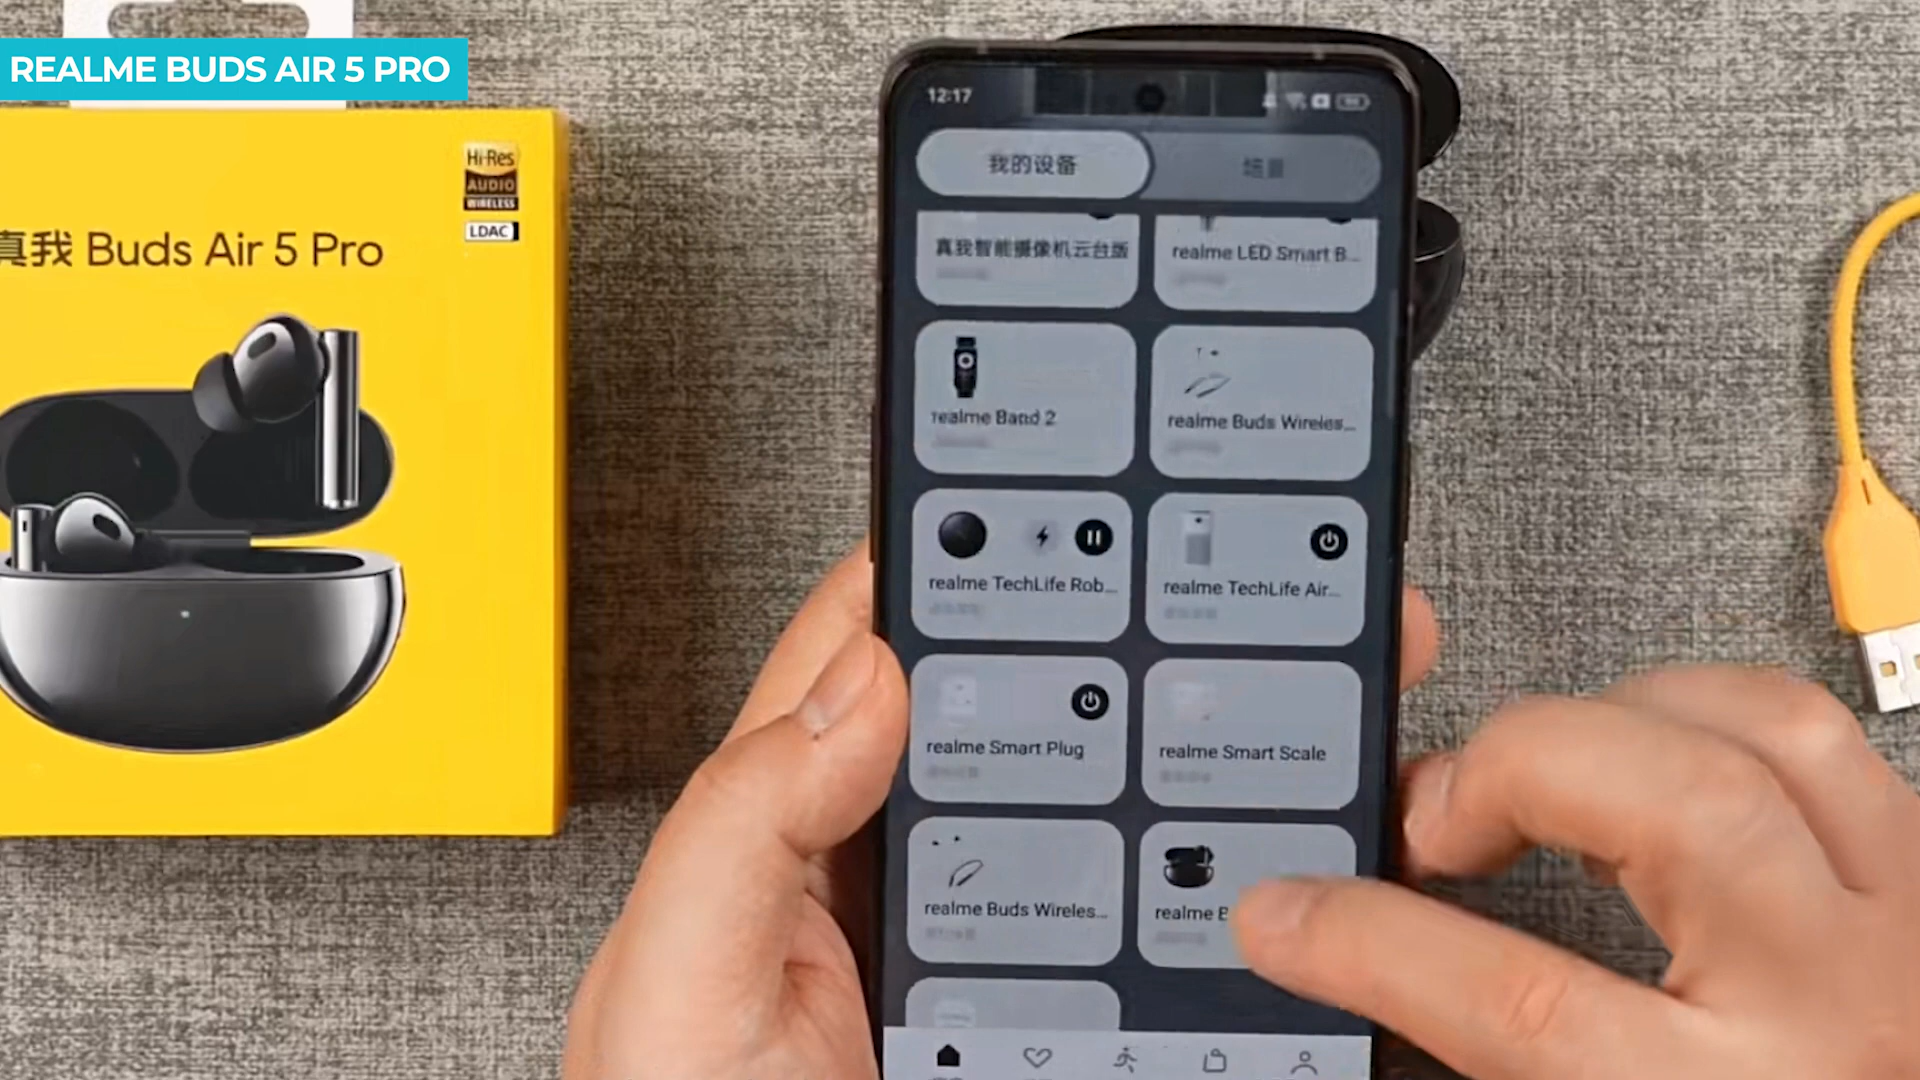 REALME BUDS AIR 5 PRO
Hi-Res
AUDIO
WIRELESS
LDAC
真我 Buds Air 5 Pro
12:17
我的设备
真我智能摄像机云台版
realme LED Smart B...
realme Band 2
realme Buds Wireles...
realme TechLife Rob...
realme TechLife Air...
realme Smart Plug
realme Smart Scale
realme Buds Wireles...
realme B